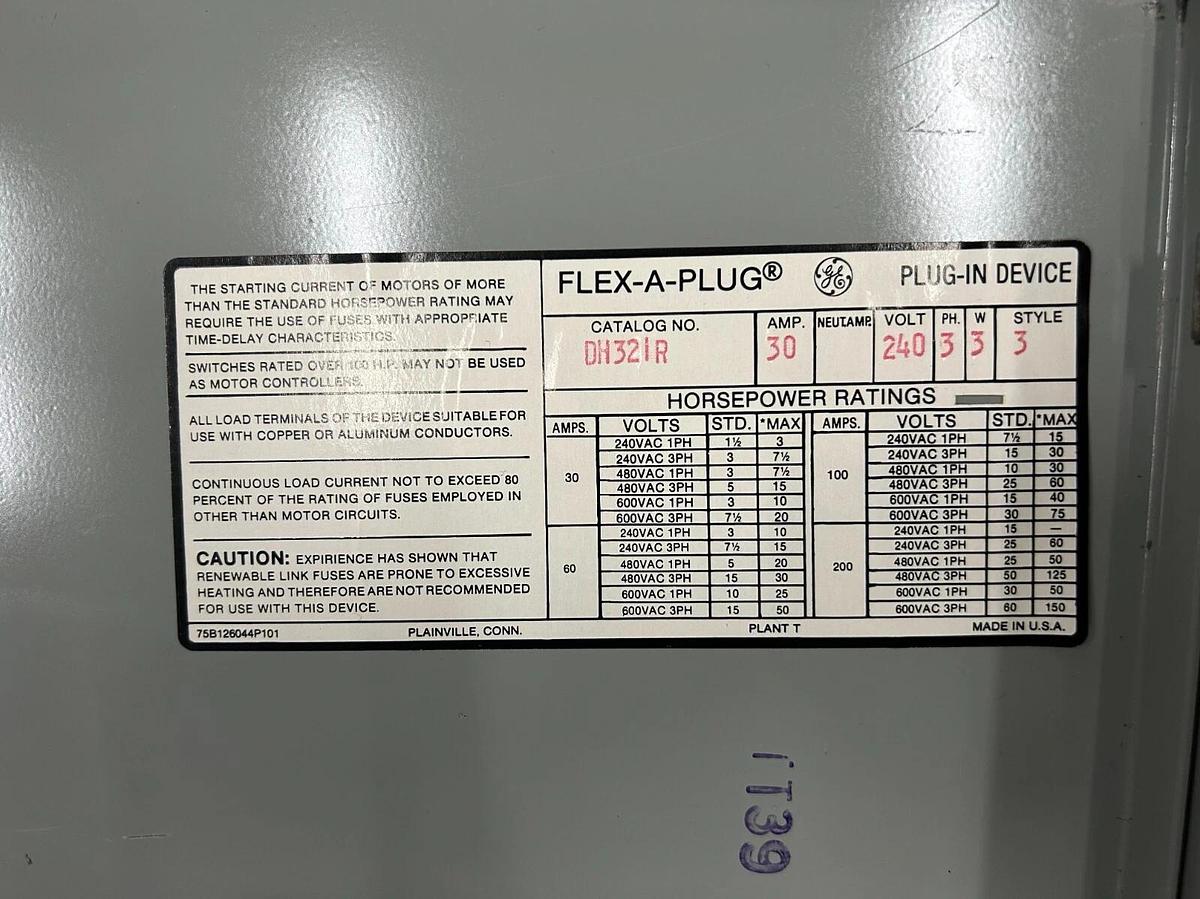 THE STARTING CURRENT OF MOTORS OF MORE
THAN THE STANDARD HORSEPOWER RATING MAY
REQUIRE THE USE OF FUSES WITH APPROPRIATE
TIME-DELAY CHARACTERISTICS.
SWITCHES RATED OVER 100 H.P. MAY NOT BE USED
AS MOTOR CONTROLLERS.
ALL LOAD TERMINALS OF THE DEVICE SUITABLE FOR
USE WITH COPPER OR ALUMINUM CONDUCTORS.
CONTINUOUS LOAD CURRENT NOT TO EXCEED 80
PERCENT OF THE RATING OF FUSES EMPLOYED IN
OTHER THAN MOTOR CIRCUITS.
CAUTION: EXPIRIENCE HAS SHOWN THAT
RENEWABLE LINK FUSES ARE PRONE TO EXCESSIVE
HEATING AND THEREFORE ARE NOT RECOMMENDED
FOR USE WITH THIS DEVICE.
FLEX-A-PLUG® GE PLUG-IN DEVICE
CATALOG NO. AMP. NEUT.AMP. VOLT PH. W STYLE
DH321R 30 240 3 3 3
HORSEPOWER RATINGS
AMPS. VOLTS STD. *MAX
30
240VAC 1PH 1½ 3
240VAC 3PH 3 7½
480VAC 1PH 3 7½
480VAC 3PH 5 15
600VAC 1PH 3 10
600VAC 3PH 7½ 20
60
240VAC 1PH 3 10
240VAC 3PH 7½ 15
480VAC 1PH 5 20
480VAC 3PH 15 30
600VAC 1PH 10 25
600VAC 3PH 15 50
AMPS. VOLTS STD. *MAX
100
240VAC 1PH 7½ 15
240VAC 3PH 15 30
480VAC 1PH 10 30
480VAC 3PH 25 60
600VAC 1PH 15 40
600VAC 3PH 30 75
200
240VAC 1PH 15 —
240VAC 3PH 25 60
480VAC 1PH 25 50
480VAC 3PH 50 125
600VAC 1PH 30 50
600VAC 3PH 60 150
75B126044P101 PLAINVILLE, CONN. PLANT T MADE IN U.S.A.
1T39